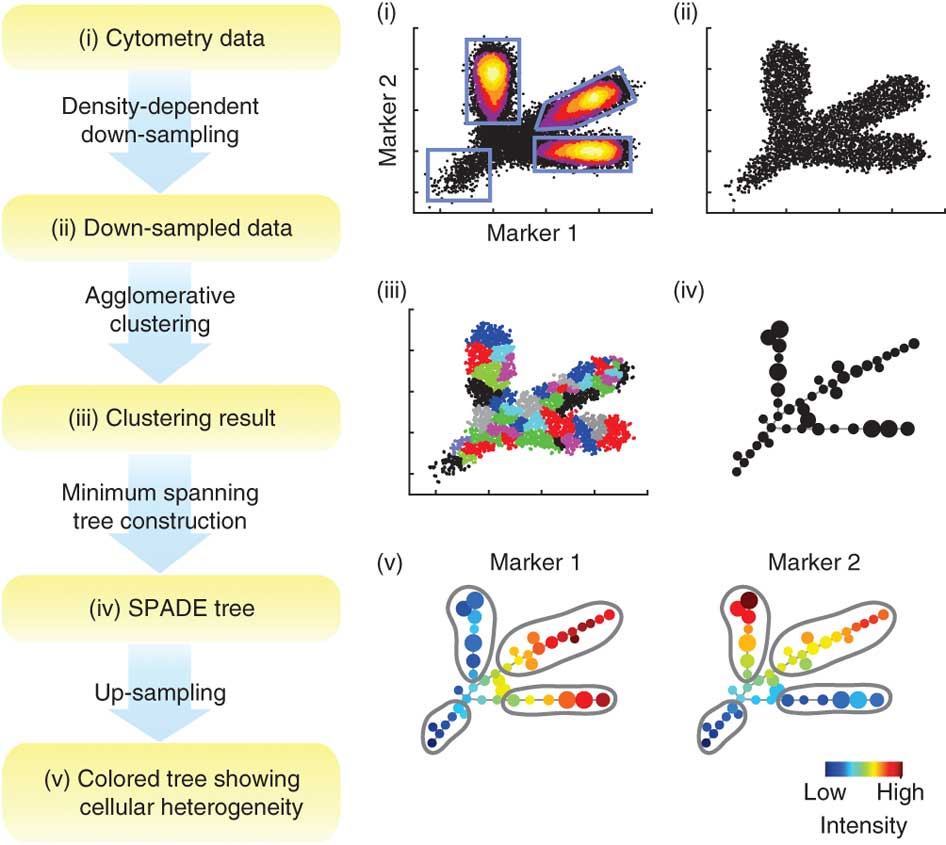 (i) Cytometry data
Density-dependent
down-sampling
(ii) Down-sampled data
Agglomerative
clustering
(iii) Clustering result
Minimum spanning
tree construction
(iv) SPADE tree
Up-sampling
(v) Colored tree showing
cellular heterogeneity
(i)
Marker 2
Marker 1
(ii)
(iii)
(iv)
(v)
Marker 1
Marker 2
Low High
Intensity